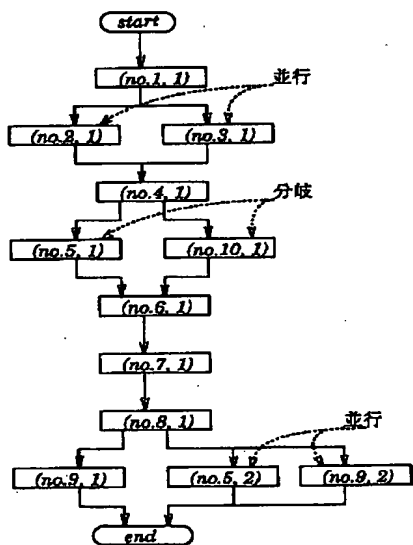 start
(no.1, 1)
並行
(no.2, 1)
(no.3, 1)
(no.4, 1)
分岐
(no.5, 1)
(no.10, 1)
(no.6, 1)
(no.7, 1)
(no.8, 1)
並行
(no.9, 1)
(no.5, 2)
(no.9, 2)
end